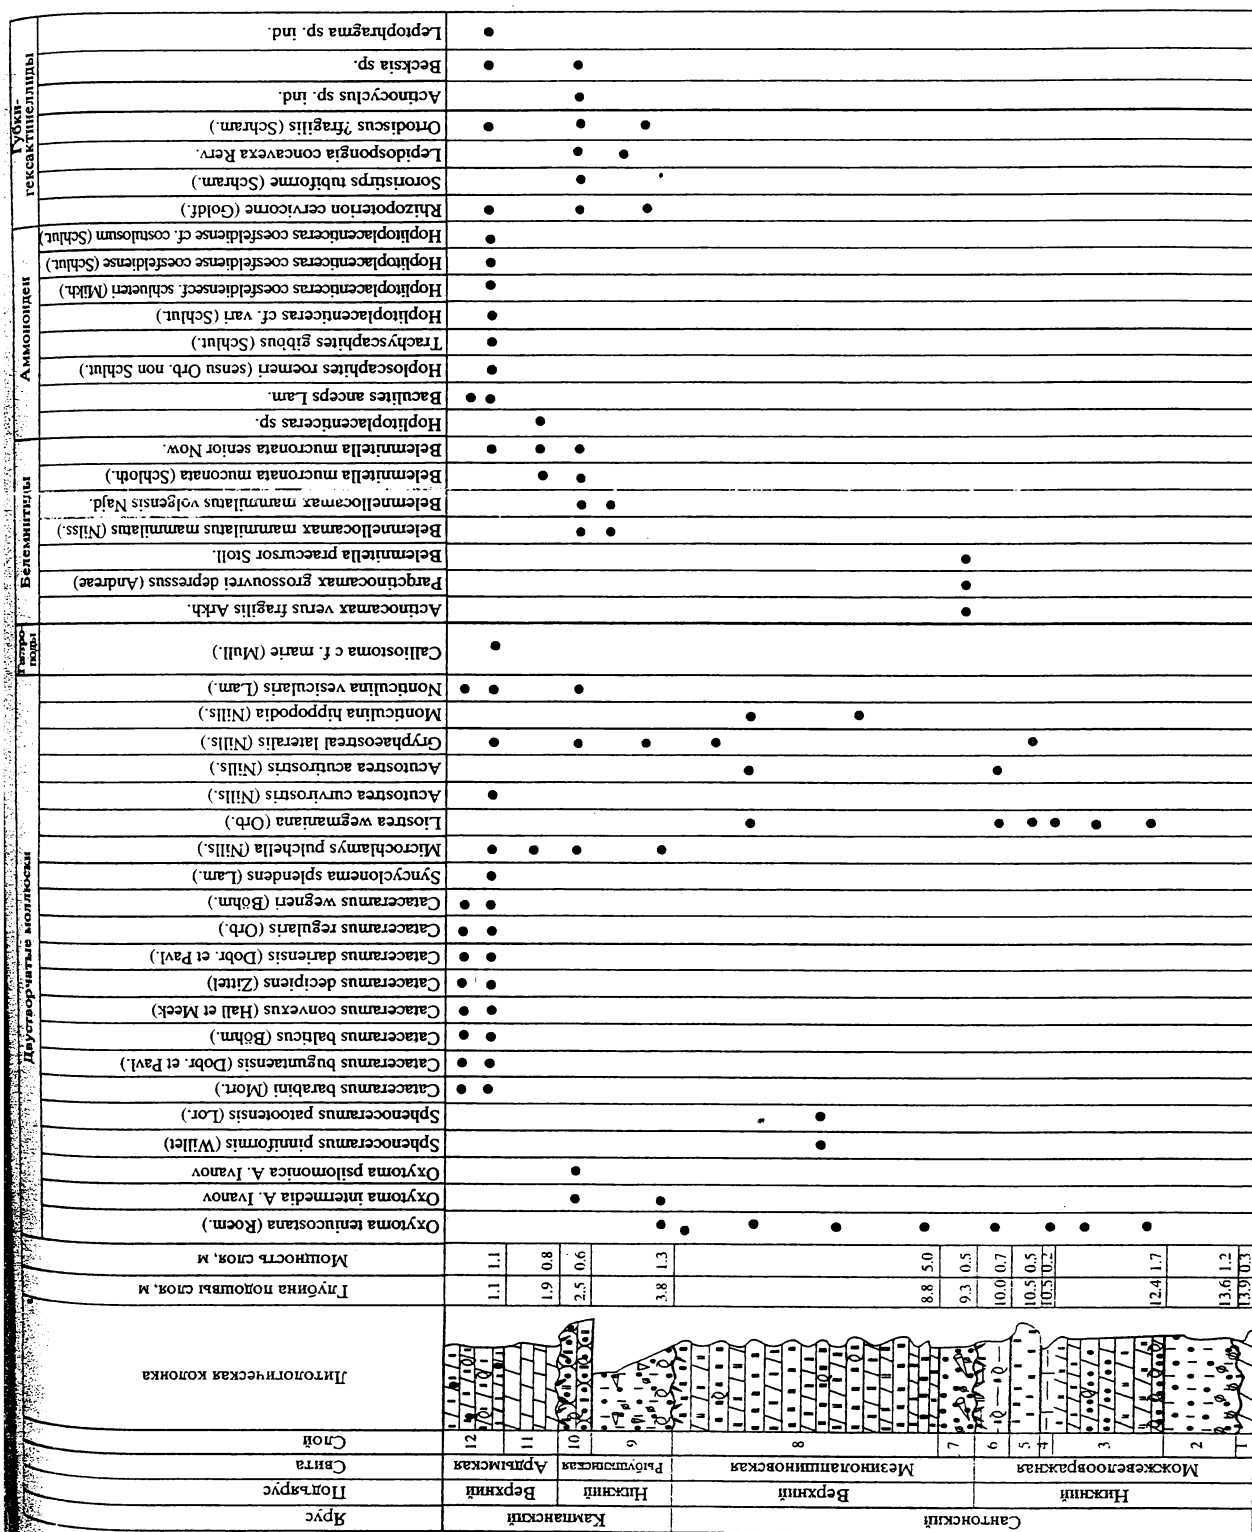 Ярус
Кампанский
Сантонский
Подъярус
Верхний
Нижний
Верхний
Нижний
Свита
Ардымская
Рыбушкинская
Мезинолапшиновская
Можжевеловоовражная
Слой
12
11
10
9
8
7
6
5
4
3
2
1
Литологическая колонка
Глубина подошвы слоя, м
1.1
1.9
2.5
3.8
8.8
9.3
10.0
10.5
10.5
12.4
13.6
13.9
Мощность слоя, м
1.1
0.8
0.6
1.3
5.0
0.5
0.7
0.5
0.2
1.7
1.2
0.3
Двустворчатые моллюски
Oxytoma tenuicostana (Roem.)
Oxytoma intermedia A. Ivanov
Oxytoma psilomonica A. Ivanov
Sphenoceramus pinniformis (Willet)
Sphenoceramus patootensis (Lor.)
Cataceramus barabini (Mort.)
Cataceramus buguntaensis (Dobr. et Pavl.)
Cataceramus balticus (Böhm.)
Cataceramus convexus (Hall et Meek)
Cataceramus decipiens (Zittel)
Cataceramus dariensis (Dobr. et Pavl.)
Cataceramus regularis (Orb.)
Cataceramus wegneri (Böhm.)
Syncyclonema splendens (Lam.)
Microchlamys pulchella (Nills.)
Liostrea wegmaniana (Orb.)
Acutostrea curvirostris (Nills.)
Acutostrea acutirostris (Nills.)
Gryphaeostreal lateralis (Nills.)
Monticulina hippopodia (Nills.)
Nonticulina vesicularis (Lam.)
Гастро-
поды
Calliostoma c f. marie (Mull.)
Белемнитиды
Actinocamax verus fragilis Arkh.
Parqctinocamax grossouvrei depressus (Andreae)
Belemnitella praecursor Stoll.
Belemnellocamax mammilatus mammilatus (Nilss.)
Belemnellocamax mammilatus volgensis Najd.
Belemnitella mucronata muconata (Schloth.)
Belemnitella mucronata senior Now.
Аммоноидеи
Hoplitoplacenticeras sp.
Baculites anceps Lam.
Hoploscaphites roemeri (sensu Orb. non Schlut.)
Trachyscaphites gibbus (Schlut.)
Hoplitoplacenticeras cf. vari (Schlut.)
Hoplitoplacenticeras coesfeldiensecf. schlueteri (Mikh.)
Hoplitoplacenticeras coesfeldiense coesfeldiense (Schlut.)
Hoplitoplacenticeras coesfeldiense cf. costulosum (Schlut.)
Губки-
гексактинеллиды
Rhizopoterion cervicorne (Goldf.)
Sororistirps tubiforme (Schram.)
Lepidospongia concavexa Rerv.
Ortodiscus ?fragilis (Schram.)
Actinocyclus sp. ind.
Becksia sp.
Leptophragma sp. ind.